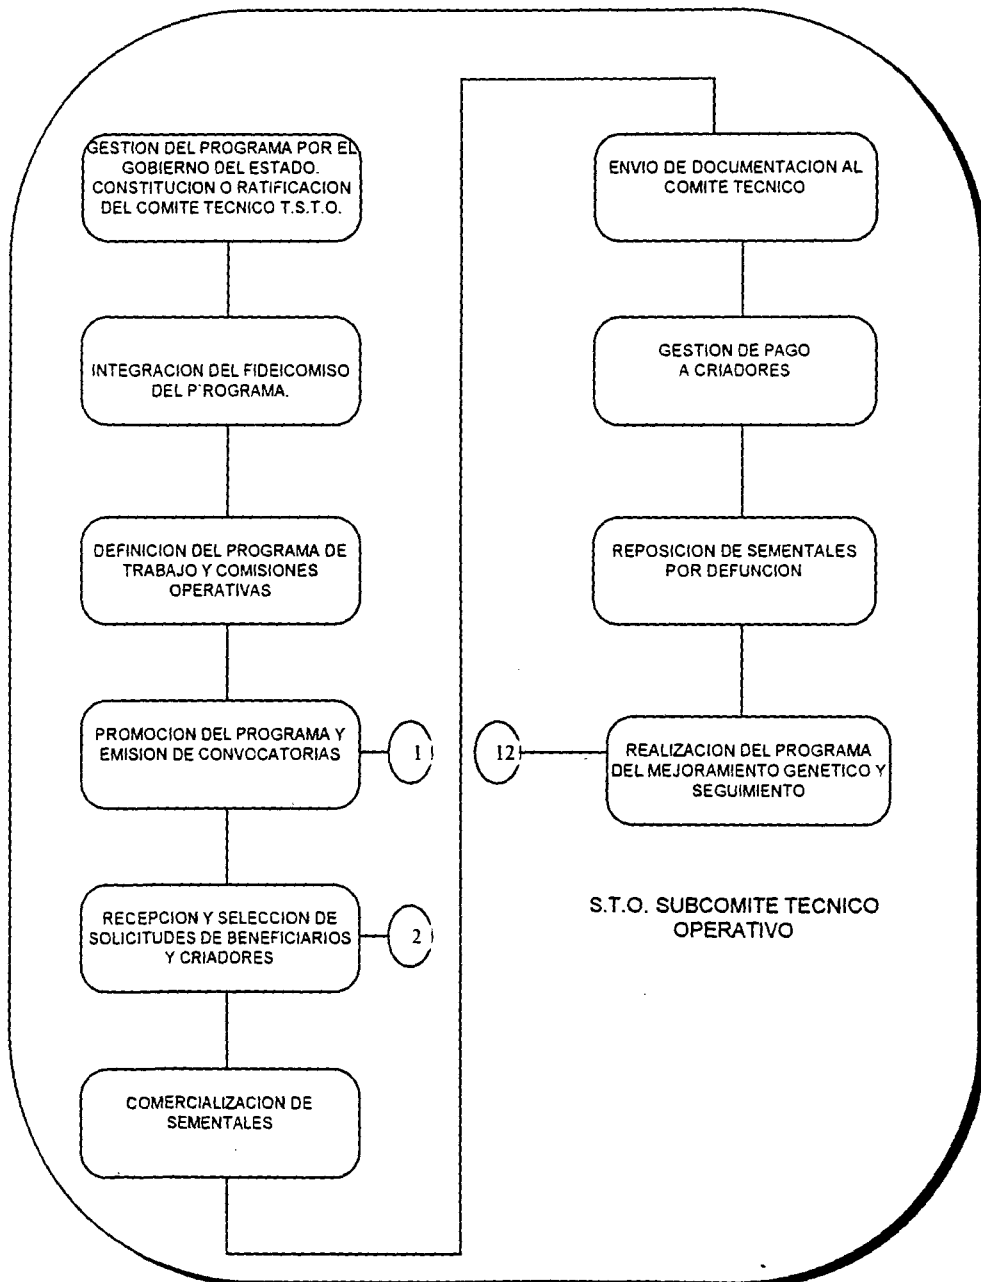 GESTION DEL PROGRAMA POR EL
GOBIERNO DEL ESTADO.
CONSTITUCION O RATIFICACION
DEL COMITE TECNICO T.S.T.O.
INTEGRACION DEL FIDEICOMISO
DEL P'ROGRAMA.
DEFINICION DEL PROGRAMA DE
TRABAJO Y COMISIONES
OPERATIVAS
PROMOCION DEL PROGRAMA Y
EMISION DE CONVOCATORIAS
1
RECEPCION Y SELECCION DE
SOLICITUDES DE BENEFICIARIOS
Y CRIADORES
2
COMERCIALIZACION DE
SEMENTALES
ENVIO DE DOCUMENTACION AL
COMITE TECNICO
GESTION DE PAGO
A CRIADORES
REPOSICION DE SEMENTALES
POR DEFUNCION
12
REALIZACION DEL PROGRAMA
DEL MEJORAMIENTO GENETICO Y
SEGUIMIENTO
S.T.O. SUBCOMITE TECNICO
OPERATIVO